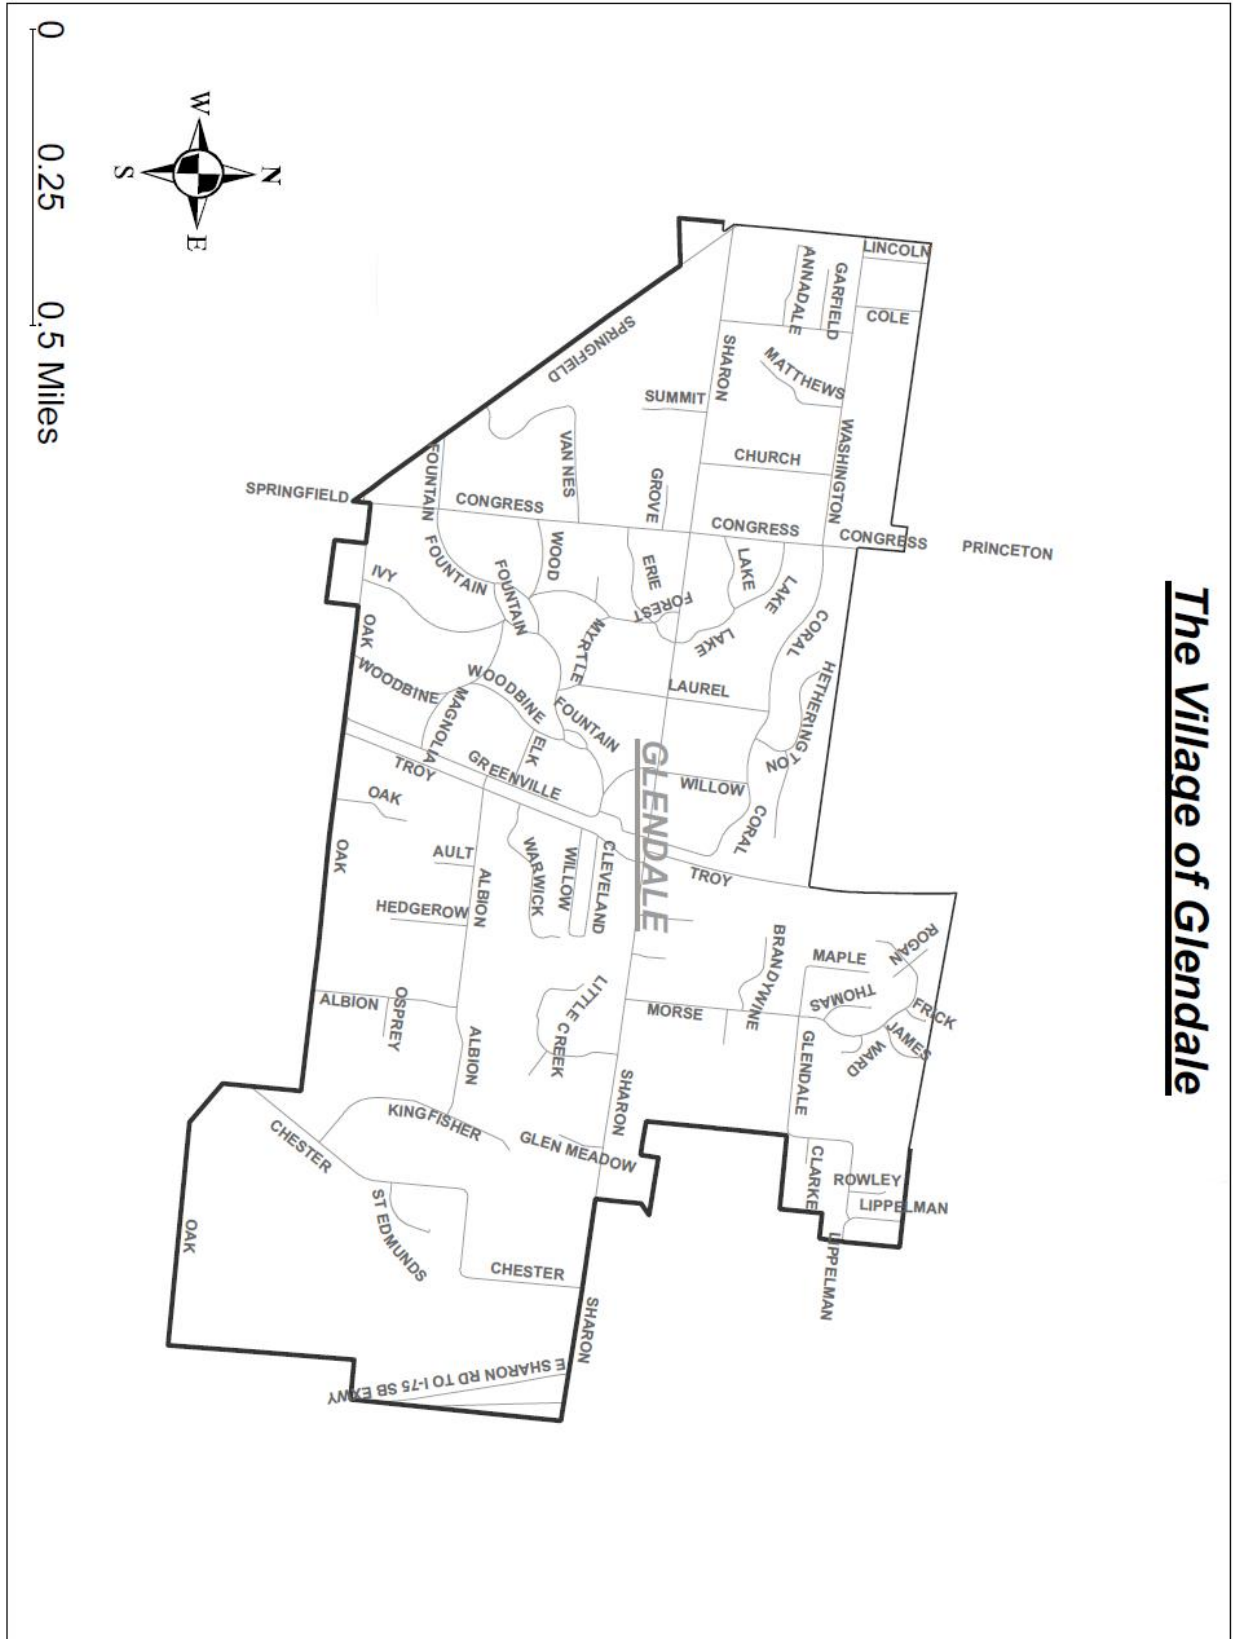 The Village of Glendale
PRINCETON
LINCOLN
COLE
GARFIELD
ANNADALE
MATTHEWS
WASHINGTON
SHARON
SUMMIT
CHURCH
SPRINGFIELD
VAN NES
GROVE
FOUNTAIN
CONGRESS
CONGRESS
CONGRESS
SPRINGFIELD
WOOD
ERIE
LAKE
LAKE
LAKE
CORAL
FOREST
IVY
FOUNTAIN
FOUNTAIN
MYRTLE
OAK
WOODBINE
WOODBINE
MAGNOLIA
LAUREL
HETHERINGTON
FOUNTAIN
ELK
GREENVILLE
TROY
WILLOW
CORAL
GLENDALE
OAK
OAK
AULT
ALBION
WARWICK
WILLOW
CLEVELAND
TROY
HEDGEROW
BRANDYWINE
MAPLE
ROGAN
THOMAS
FRICK
JAMES
WARD
MORSE
GLENDALE
LITTLE CREEK
ALBION
OSPREY
ALBION
SHARON
KINGFISHER
GLEN MEADOW
CHESTER
CLARKE
ROWLEY
LIPPELMAN
LIPPELMAN
ST EDMUNDS
OAK
CHESTER
SHARON
E SHARON RD TO I-75 SB EXWY
N
W
E
S
0 0.25 0.5 Miles